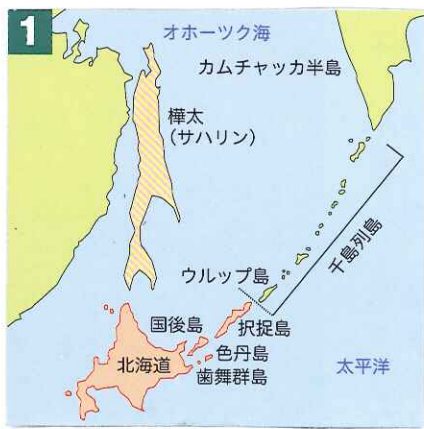 1
オホーツク海
カムチャッカ半島
樺太
(サハリン)
千島列島
ウルップ島
国後島
択捉島
色丹島
北海道
歯舞群島
太平洋